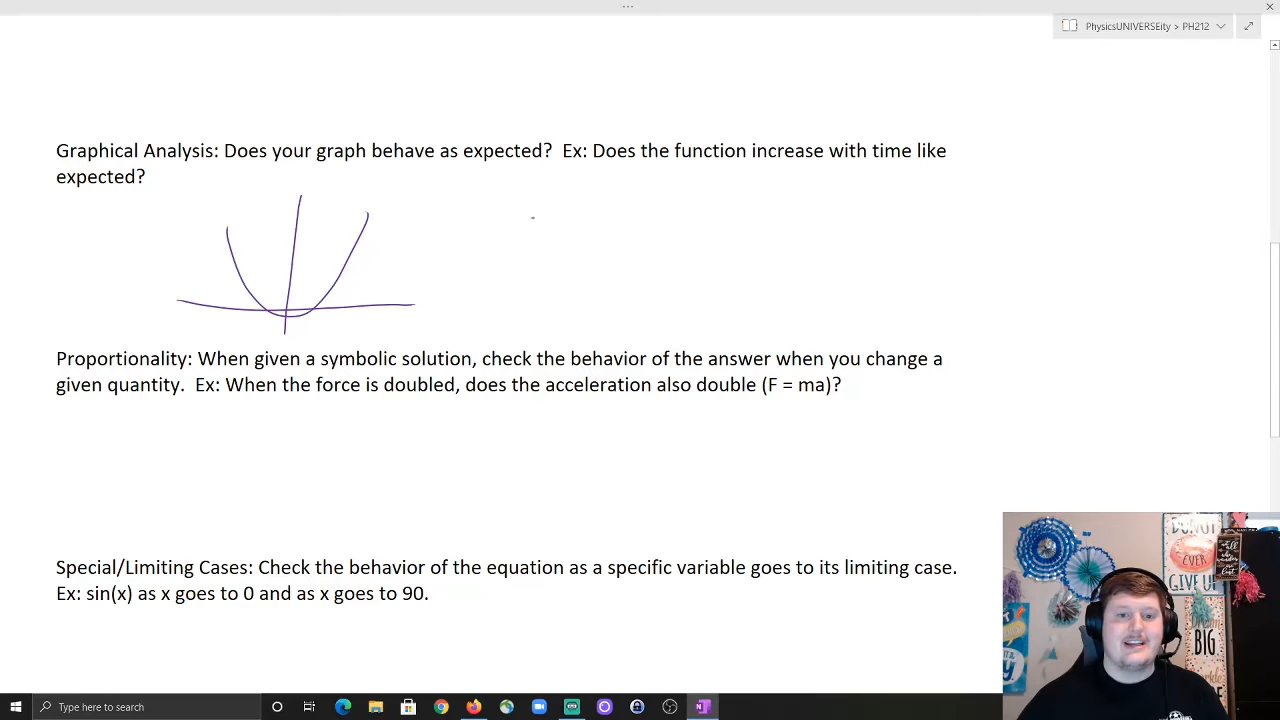 PhysicsUNIVERSEity > PH212
Graphical Analysis: Does your graph behave as expected? Ex: Does the function increase with time like
expected?
Proportionality: When given a symbolic solution, check the behavior of the answer when you change a
given quantity. Ex: When the force is doubled, does the acceleration also double (F = ma)?
Special/Limiting Cases: Check the behavior of the equation as a specific variable goes to its limiting case.
Ex: sin(x) as x goes to 0 and as x goes to 90.
DONUT
EVER
GIVE UP
BIG
Type here to search